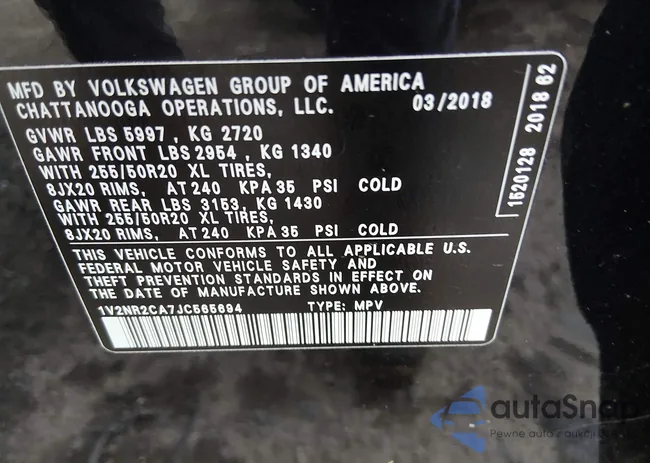 MFD BY VOLKSWAGEN GROUP OF AMERICA
CHATTANOOGA OPERATIONS, LLC. 03/2018
GVWR LBS 5997, KG 2720
GAWR FRONT LBS 2954, KG 1340
WITH 255/50R20 XL TIRES,
8JX20 RIMS, AT 240 KPA 35 PSI COLD
GAWR REAR LBS 3153, KG 1430
WITH 255/50R20 XL TIRES,
8JX20 RIMS, AT 240 KPA 35 PSI COLD
THIS VEHICLE CONFORMS TO ALL APPLICABLE U.S.
FEDERAL MOTOR VEHICLE SAFETY AND
THEFT PREVENTION STANDARDS IN EFFECT ON
THE DATE OF MANUFACTURE SHOWN ABOVE.
1V2NR2CA7JC565694 TYPE: MPV
1520128 2018 62
autaSnap
Pewne auta z aukcji